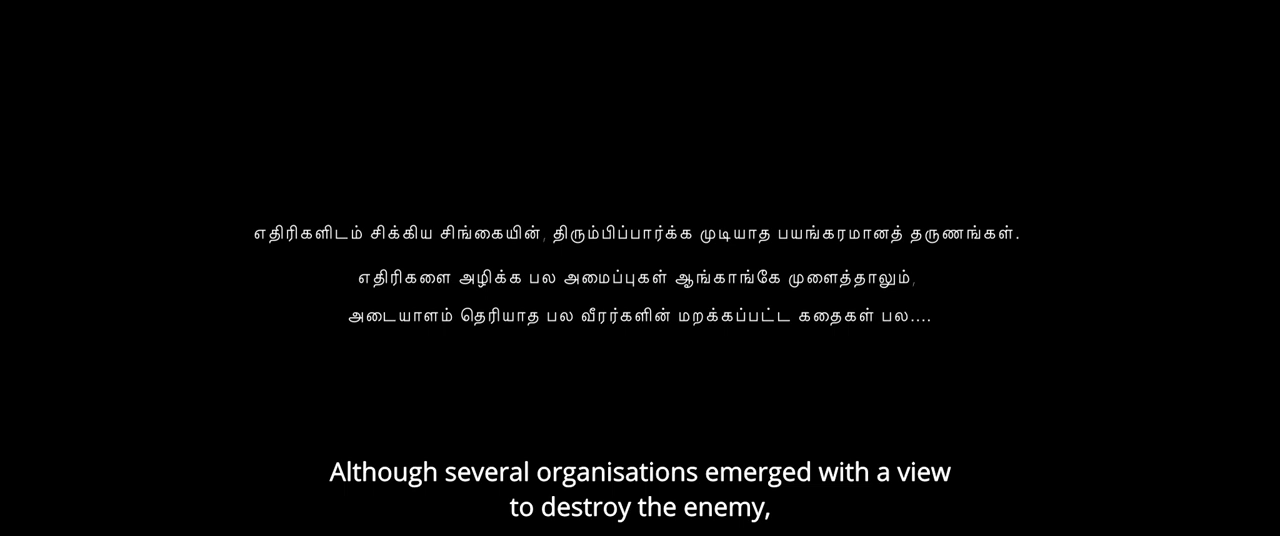 எதிரிகளிடம் சிக்கிய சிங்கையின், திரும்பிப்பார்க்க முடியாத பயங்கரமானத் தருணங்கள்.
எதிரிகளை அழிக்க பல அமைப்புகள் ஆங்காங்கே முளைத்தாலும்,
அடையாளம் தெரியாத பல வீரர்களின் மறக்கப்பட்ட கதைகள் பல....
Although several organisations emerged with a view
to destroy the enemy,